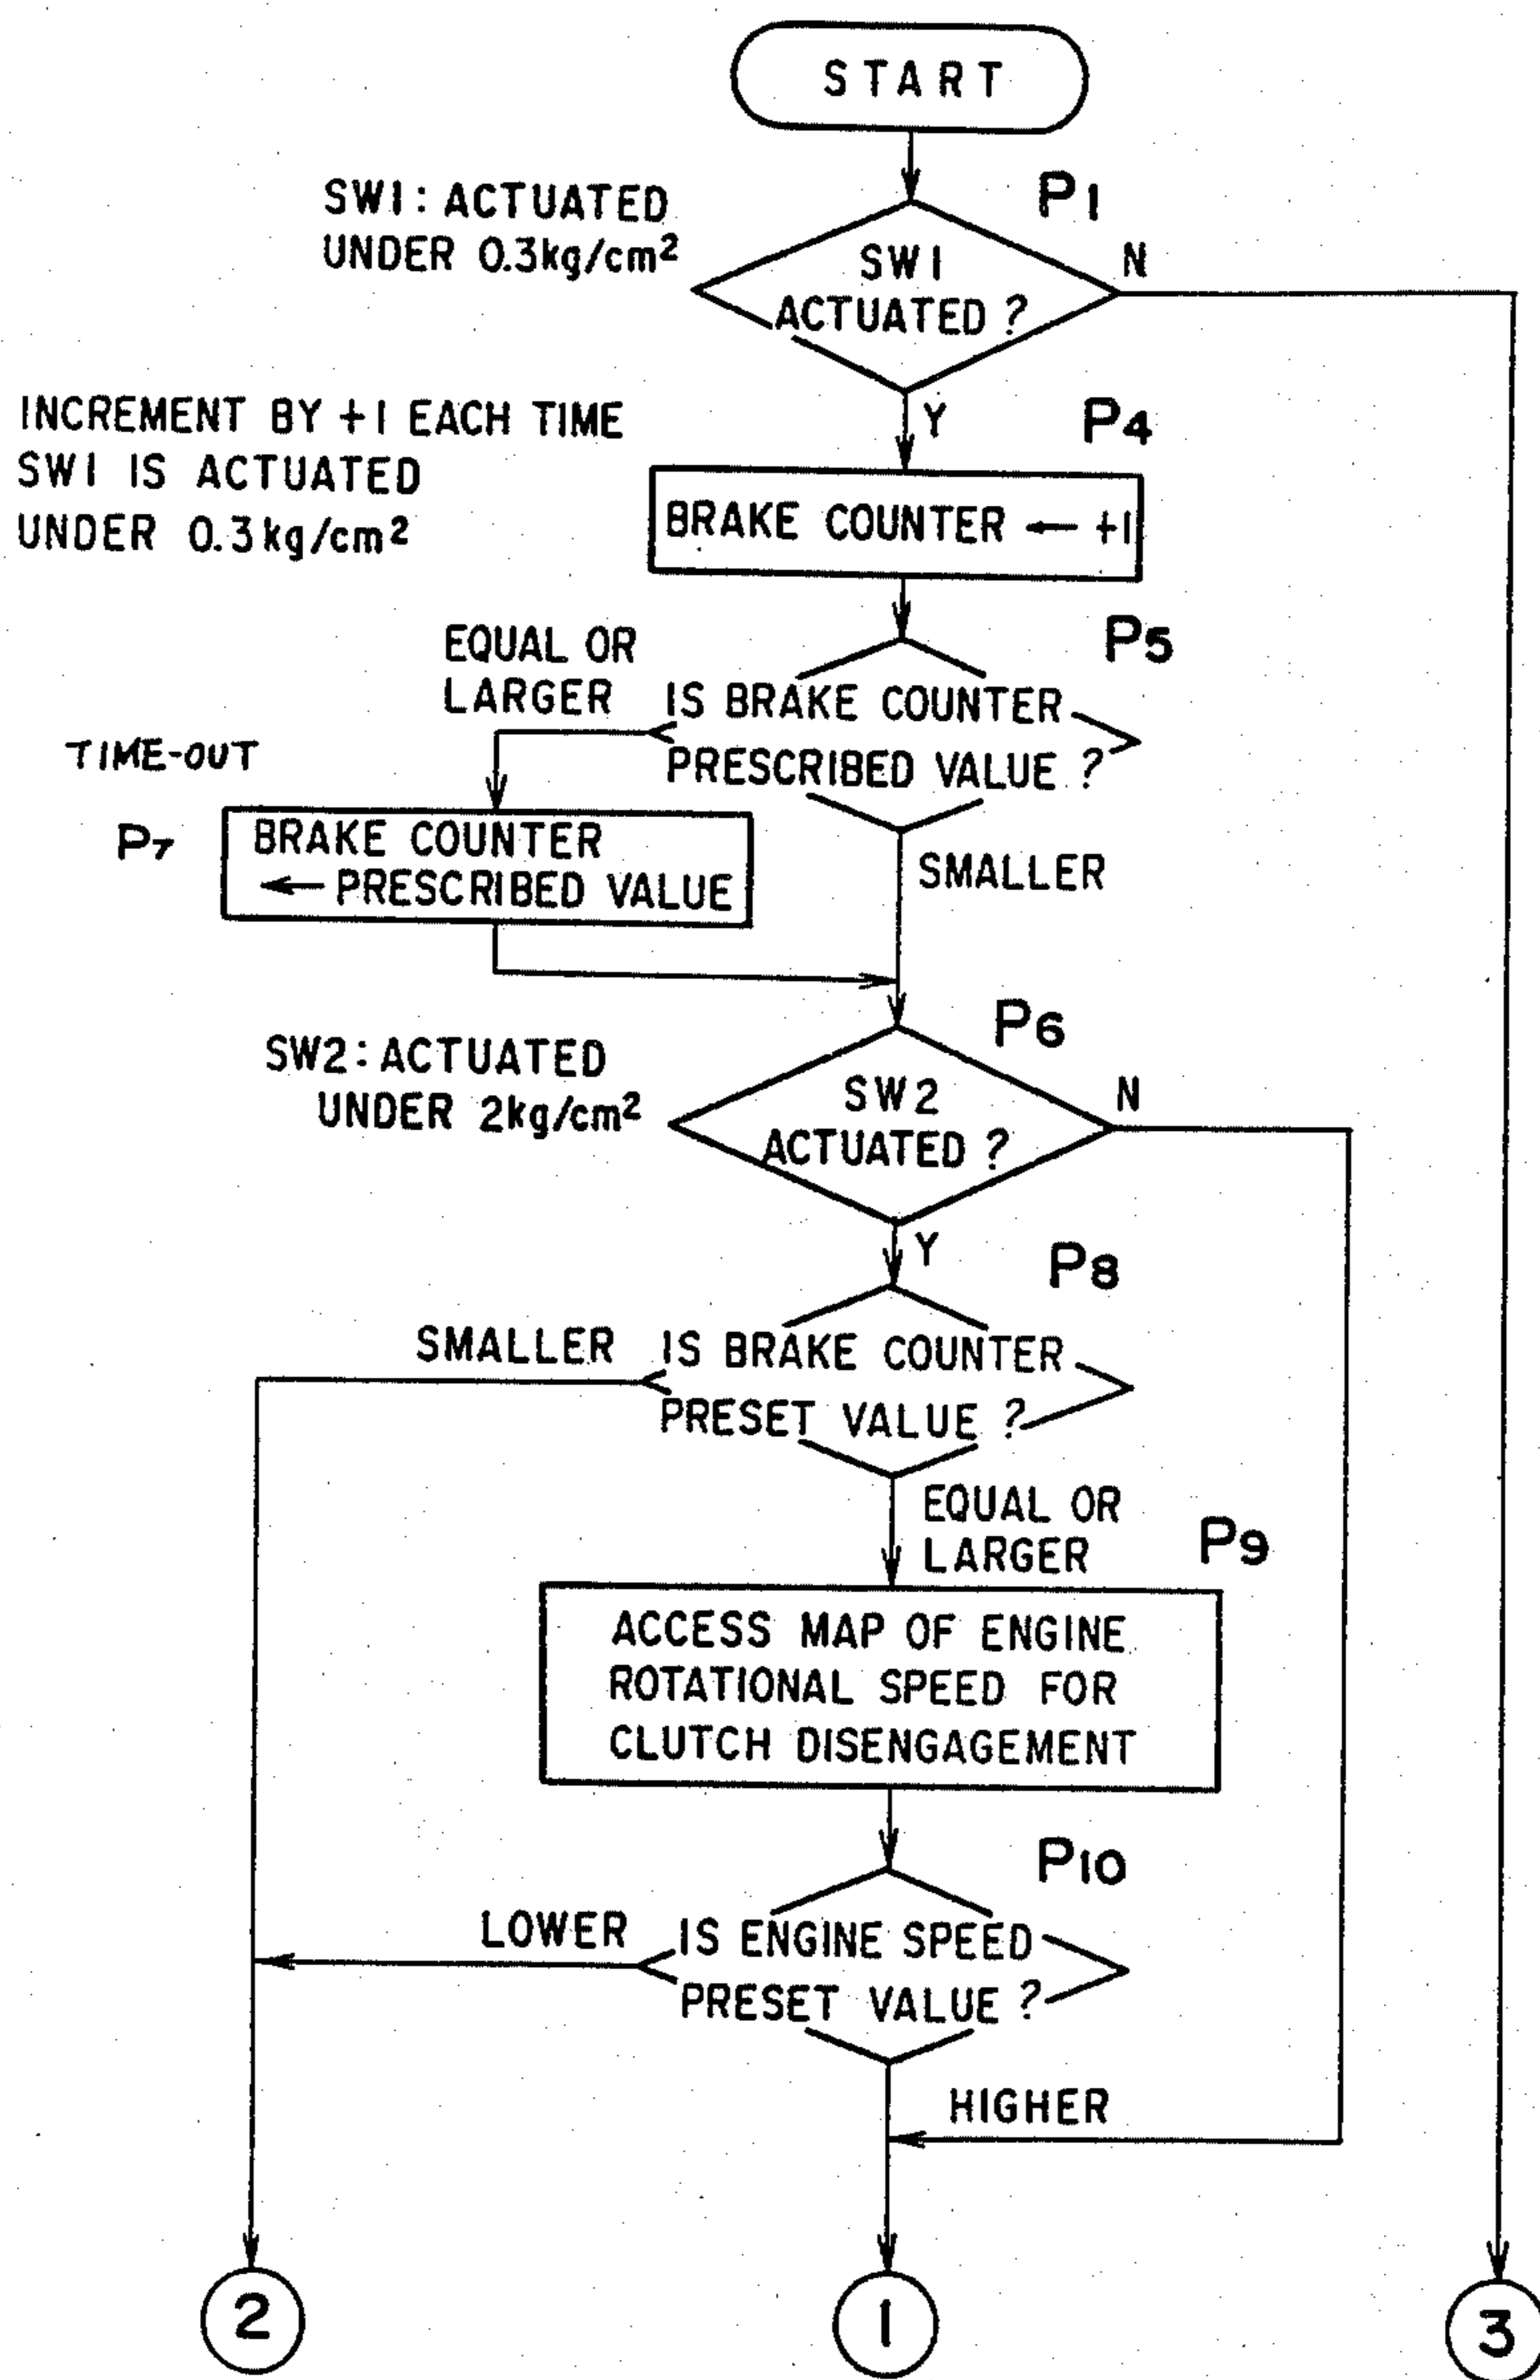 START
P1
SW1: ACTUATED
UNDER 0.3kg/cm²
SW1
ACTUATED ?
N
Y
INCREMENT BY +1 EACH TIME
SW1 IS ACTUATED
UNDER 0.3kg/cm²
P4
BRAKE COUNTER ← +1
P5
EQUAL OR
LARGER
IS BRAKE COUNTER
PRESCRIBED VALUE ?
TIME-OUT
P7
BRAKE COUNTER
← PRESCRIBED VALUE
SMALLER
P6
SW2: ACTUATED
UNDER 2kg/cm²
SW2
ACTUATED ?
N
Y
P8
SMALLER
IS BRAKE COUNTER
PRESET VALUE ?
EQUAL OR
LARGER
P9
ACCESS MAP OF ENGINE
ROTATIONAL SPEED FOR
CLUTCH DISENGAGEMENT
P10
LOWER
IS ENGINE SPEED
PRESET VALUE ?
HIGHER
2
1
3